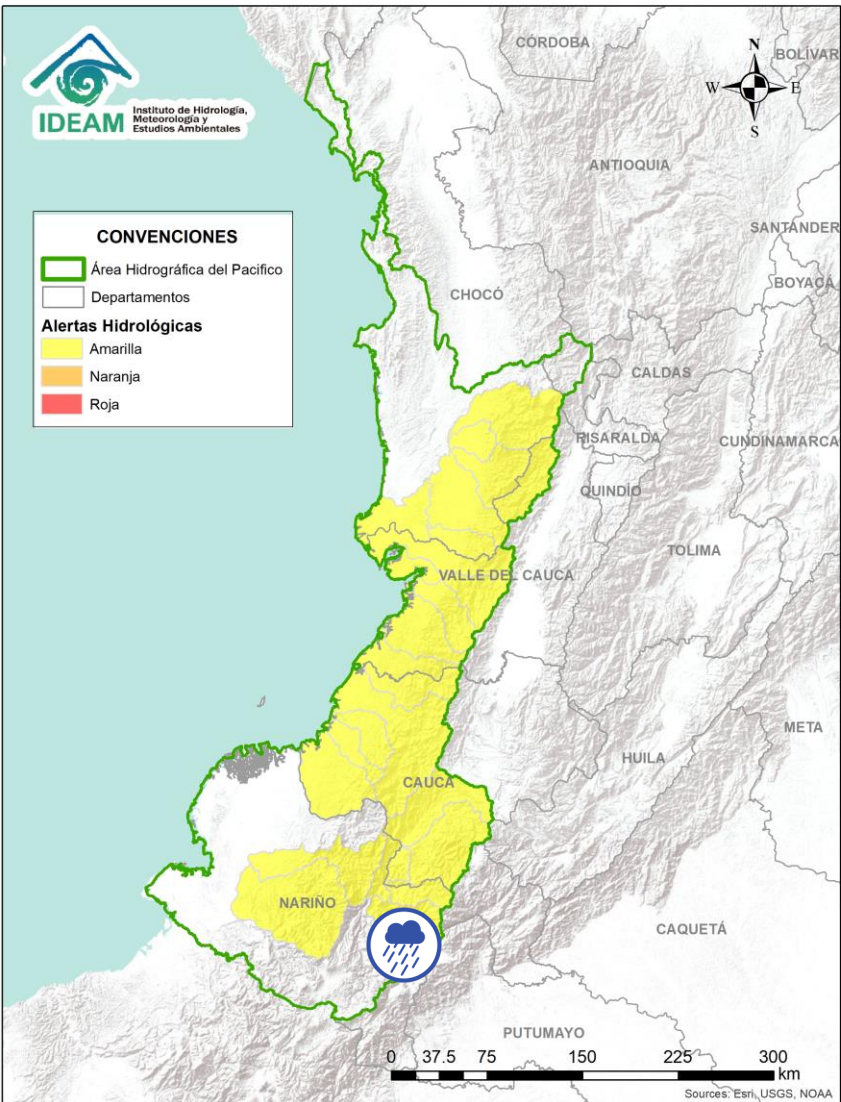 IDEAM
Instituto de Hidrología,
Meteorología y
Estudios Ambientales
N
W
E
S
CÓRDOBA
BOLÍVAR
ANTIOQUIA
SANTANDER
BOYACÁ
CHOCÓ
CALDAS
RISARALDA
CUNDINAMARCA
QUINDÍO
TOLIMA
VALLE DEL CAUCA
META
HUILA
CAUCA
NARIÑO
CAQUETÁ
PUTUMAYO
CONVENCIONES
Área Hidrográfica del Pacifico
Departamentos
Alertas Hidrológicas
Amarilla
Naranja
Roja
0 37.5 75 150 225 300
km
Sources: Esri, USGS, NOAA